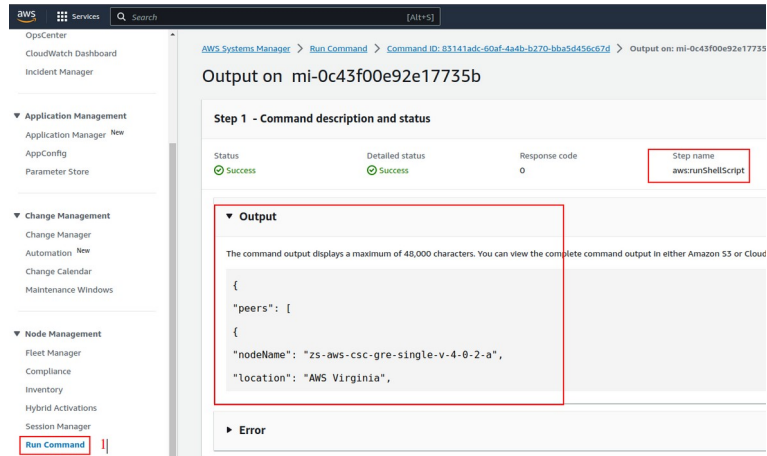 aws
Services
Search
[Alt+S]
OpsCenter
CloudWatch Dashboard
Incident Manager
Application Management
Application Manager New
AppConfig
Parameter Store
Change Management
Change Manager
Automation New
Change Calendar
Maintenance Windows
Node Management
Fleet Manager
Compliance
Inventory
Hybrid Activations
Session Manager
Run Command 1
AWS Systems Manager > Run Command > Command ID: 83141adc-60af-4a4b-b270-bba5d456c67d > Output on: mi-0c43f00e92e17735
Output on mi-0c43f00e92e17735b
Step 1 - Command description and status
Status
Success
Detailed status
Success
Response code
0
Step name
aws:runShellScript
Output
The command output displays a maximum of 48,000 characters. You can view the complete command output in either Amazon S3 or Cloud
{
"peers": [
{
"nodeName": "zs-aws-csc-gre-single-v-4-0-2-a",
"location": "AWS Virginia",
Error